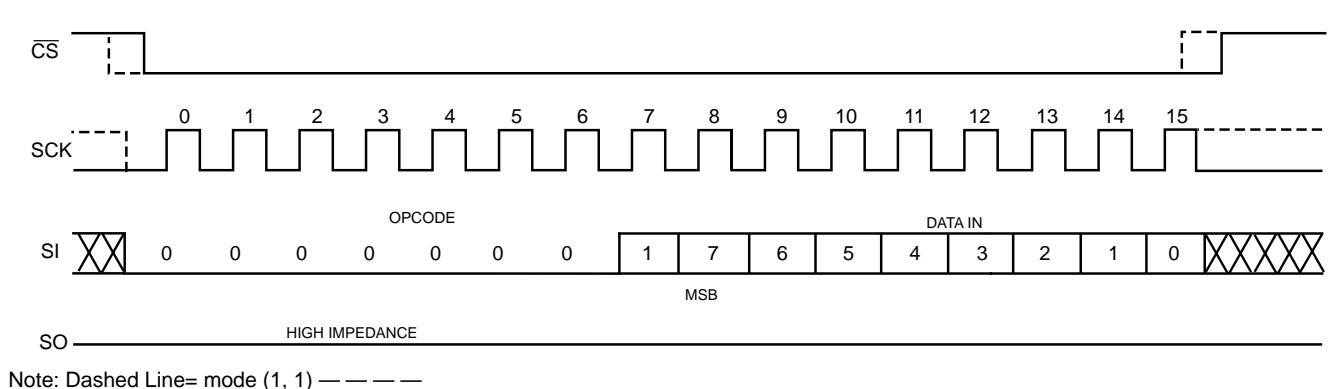 CS
0 1 2 3 4 5 6 7 8 9 10 11 12 13 14 15
SCK
OPCODE
DATA IN
SI 0 0 0 0 0 0 0 1 7 6 5 4 3 2 1 0
MSB
HIGH IMPEDANCE
SO
Note: Dashed Line= mode (1, 1) — — — —